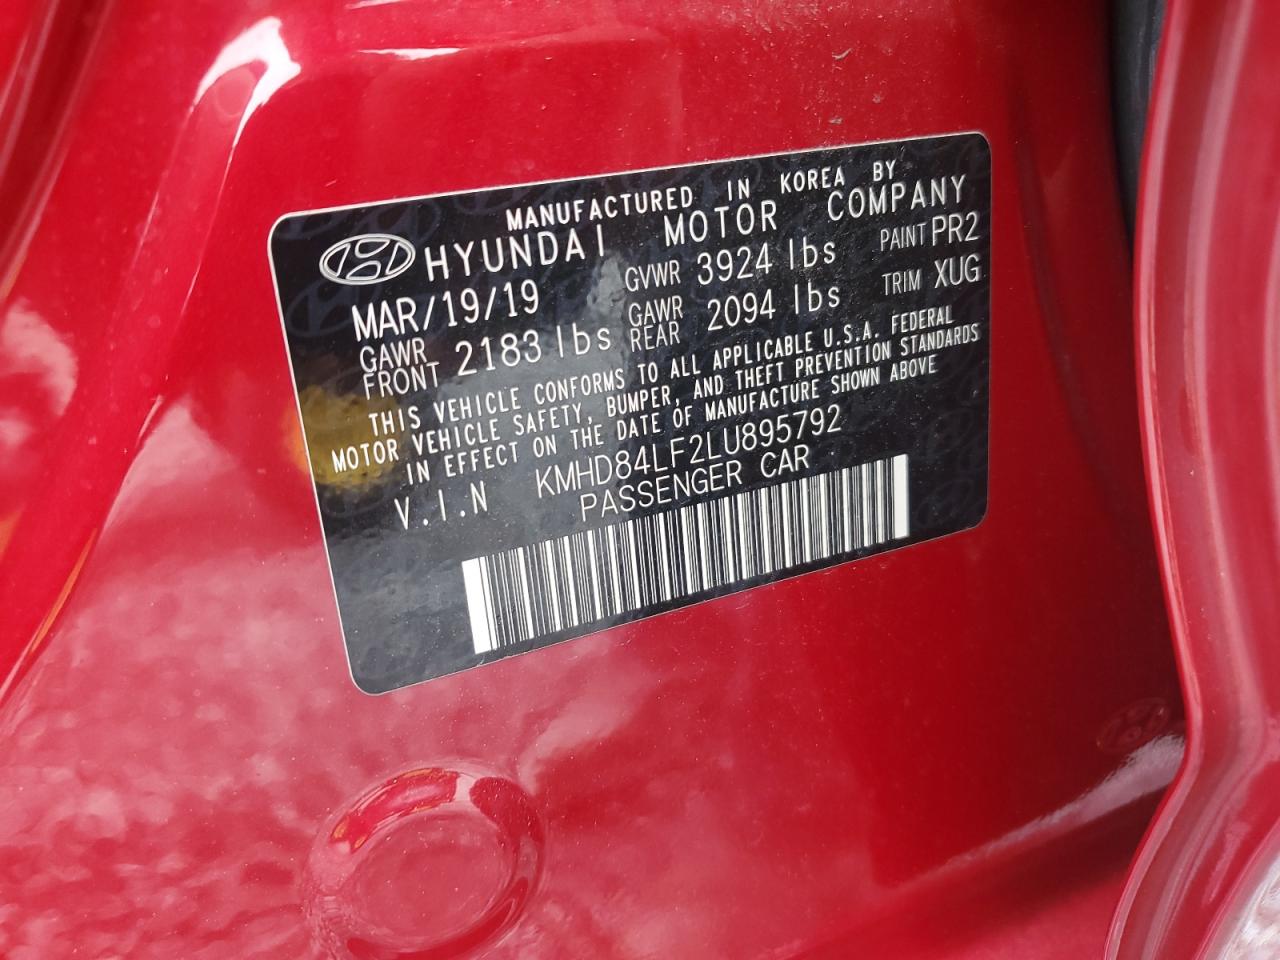 MANUFACTURED IN KOREA BY
HYUNDAI MOTOR COMPANY
MAR/19/19 GVWR 3924 lbs PAINT PR2
GAWR FRONT 2183 lbs GAWR REAR 2094 lbs TRIM XUG
THIS VEHICLE CONFORMS TO ALL APPLICABLE U.S.A. FEDERAL
MOTOR VEHICLE SAFETY, BUMPER, AND THEFT PREVENTION STANDARDS
IN EFFECT ON THE DATE OF MANUFACTURE SHOWN ABOVE
V.I.N KMHD84LF2LU895792
PASSENGER CAR